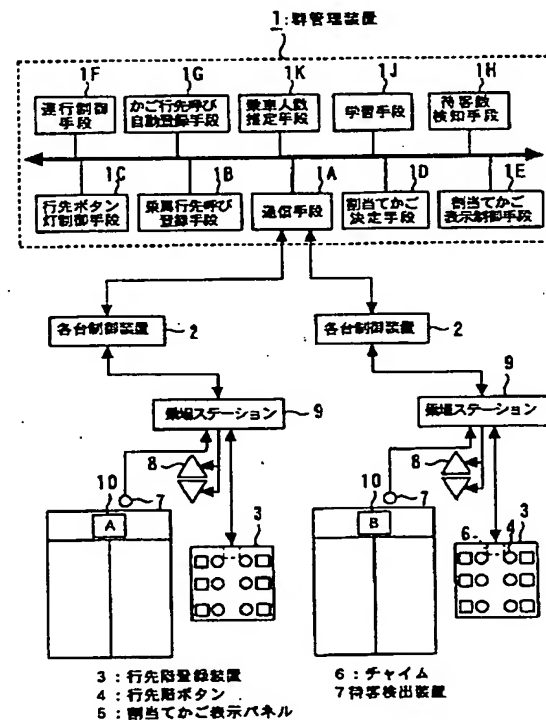 1:群管理装置
1F 1G 1K 1J 1H
運行制御手段
かご行先呼び自動登録手段
乗車人数推定手段
学習手段
待客数検知手段
1C 1B 1A 1D 1E
行先ボタン灯制御手段
乗場行先呼び登録手段
通信手段
割当てかご決定手段
割当てかご表示制御手段
各台制御装置 2
各台制御装置 2
乗場ステーション 9
乗場ステーション 9
8
8
10 7
10 7
A
3
B
6 4 3
3:行先階登録装置
4:行先階ボタン
5:割当てかご表示パネル
6:チャイム
7待客検出装置